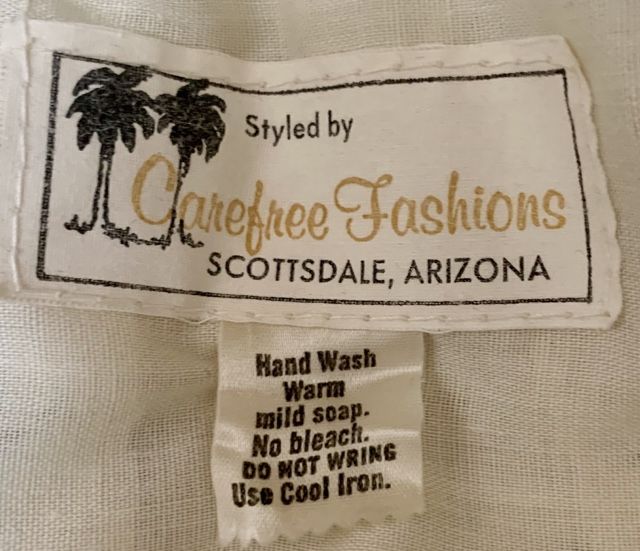 Styled by
Carefree Fashions
SCOTTSDALE, ARIZONA
Hand Wash
Warm
mild soap.
No bleach.
DO NOT WRING
Use Cool Iron.